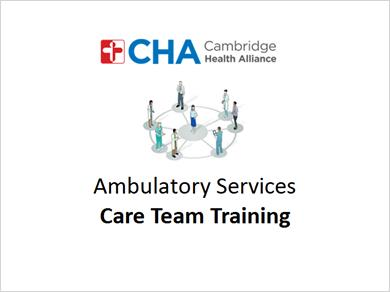 CHA Cambridge
Health Alliance
Ambulatory Services
Care Team Training